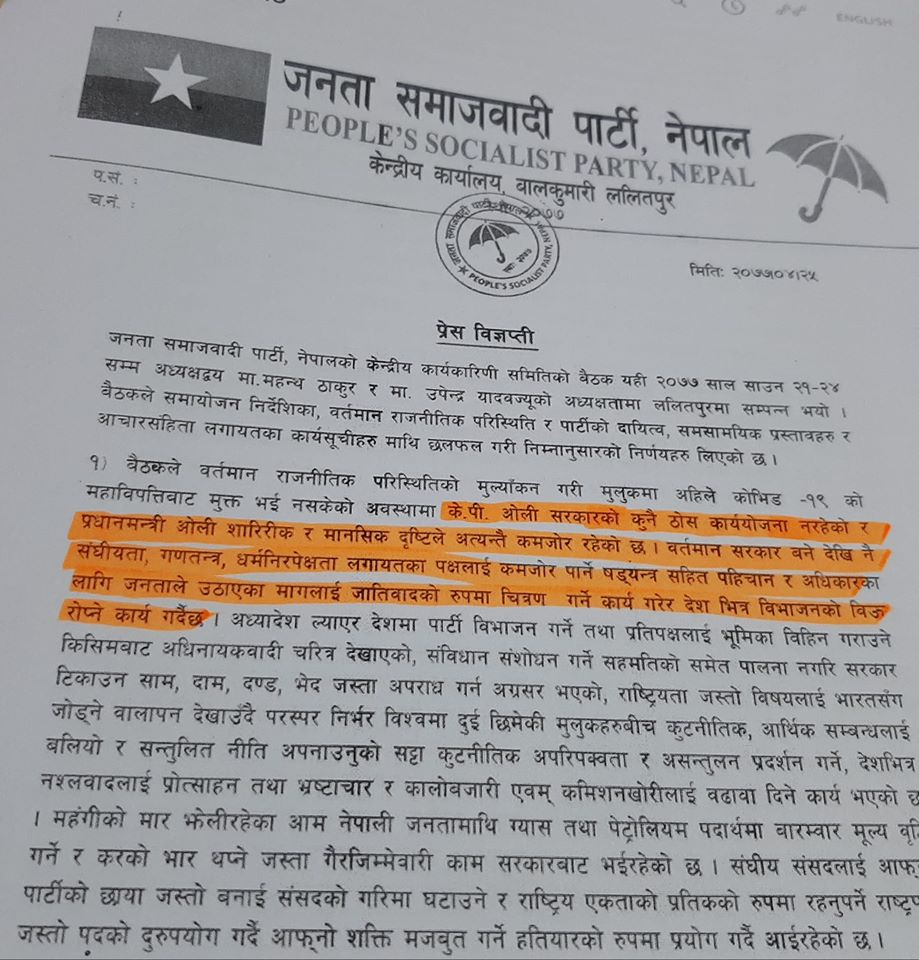 ENGLISH
जनता समाजवादी पार्टी, नेपाल
PEOPLE'S SOCIALIST PARTY, NEPAL
केन्द्रीय कार्यालय, बालकुमारी ललितपुर
प.सं. :
च.नं. :
PEOPLE'S SOCIALIST PARTY,
मितिः २०७७०४।२५
प्रेस विज्ञप्ती
जनता समाजवादी पार्टी, नेपालको केन्द्रीय कार्यकारिणी समितिको बैठक यही २०७७ साल साउन २१-२४
सम्म अध्यक्षद्वय मा.महन्थ ठाकुर र मा. उपेन्द्र यादवज्यूको अध्यक्षतामा ललितपुरमा सम्पन्न भयो ।
बैठकले समायोजन निर्देशिका, वर्तमान राजनीतिक परिस्थिति र पार्टीको दायित्व, समसामयिक प्रस्तावहरु र
आचारसंहिता लगायतका कार्यसूचीहरु माथि छलफल गरी निम्नानुसारको निर्णयहरु लिएको छ ।
१) बैठकले वर्तमान राजनीतिक परिस्थितिको मुल्याँकन गरी मुलुकमा अहिले कोभिड -१९ को
महाविपत्तिबाट मुक्त भई नसकेको अवस्थामा के.पी. ओली सरकारको कुनै ठोस कार्ययोजना नरहेको र
प्रधानमन्त्री ओली शारिरीक र मानसिक दृष्टिले अत्यन्तै कमजोर रहेको छ । वर्तमान सरकार बने देखि नै
संघीयता, गणतन्त्र, धर्मनिरपेक्षता लगायतका पक्षलाई कमजोर पार्ने षड्यन्त्र सहित पहिचान र अधिकारका
लागि जनताले उठाएका मागलाई जातिवादको रुपमा चित्रण गर्ने कार्य गरेर देश भित्र विभाजनको विऊ
रोप्ने कार्य गर्दैछ । अध्यादेश ल्याएर देशमा पार्टी विभाजन गर्ने तथा प्रतिपक्षलाई भूमिका विहिन गराउने
किसिमबाट अधिनायकवादी चरित्र देखाएको, संविधान संशोधन गर्ने सहमतिको समेत पालना नगरि सरकार
टिकाउन साम, दाम, दण्ड, भेद जस्ता अपराध गर्न अग्रसर भएको, राष्ट्रियता जस्तो विषयलाई भारतसंग
जोड्ने वालापन देखाउँदै परस्पर निर्भर विश्वमा दुई छिमेकी मुलुकहरुबीच कुटनीतिक, आर्थिक सम्बन्धलाई
बलियो र सन्तुलित नीति अपनाउनुको सट्टा कुटनीतिक अपरिपक्वता र असन्तुलन प्रदर्शन गर्ने, देशभित्र
नश्लवादलाई प्रोत्साहन तथा भ्रष्टाचार र कालोबजारी एवम् कमिशनखोरीलाई वढावा दिने कार्य भएको
। महंगीको मार झेलीरहेका आम नेपाली जनतामाथि ग्यास तथा पेट्रोलियम पदार्थमा बारम्वार मूल्य
गर्ने र करको भार थप्ने जस्ता गैरजिम्मेवारी काम सरकारबाट भईरहेको छ । संघीय संसदलाई
पार्टीको छाया जस्तो बनाई संसदको गरिमा घटाउने र राष्ट्रिय एकताको प्रतिकको रुपमा रहनुपर्ने
जस्तो पदको दुरुपयोग गर्दै आफ्नो शक्ति मजबुत गर्ने हतियारको रुपमा प्रयोग गर्दै आईरहेको छ ।